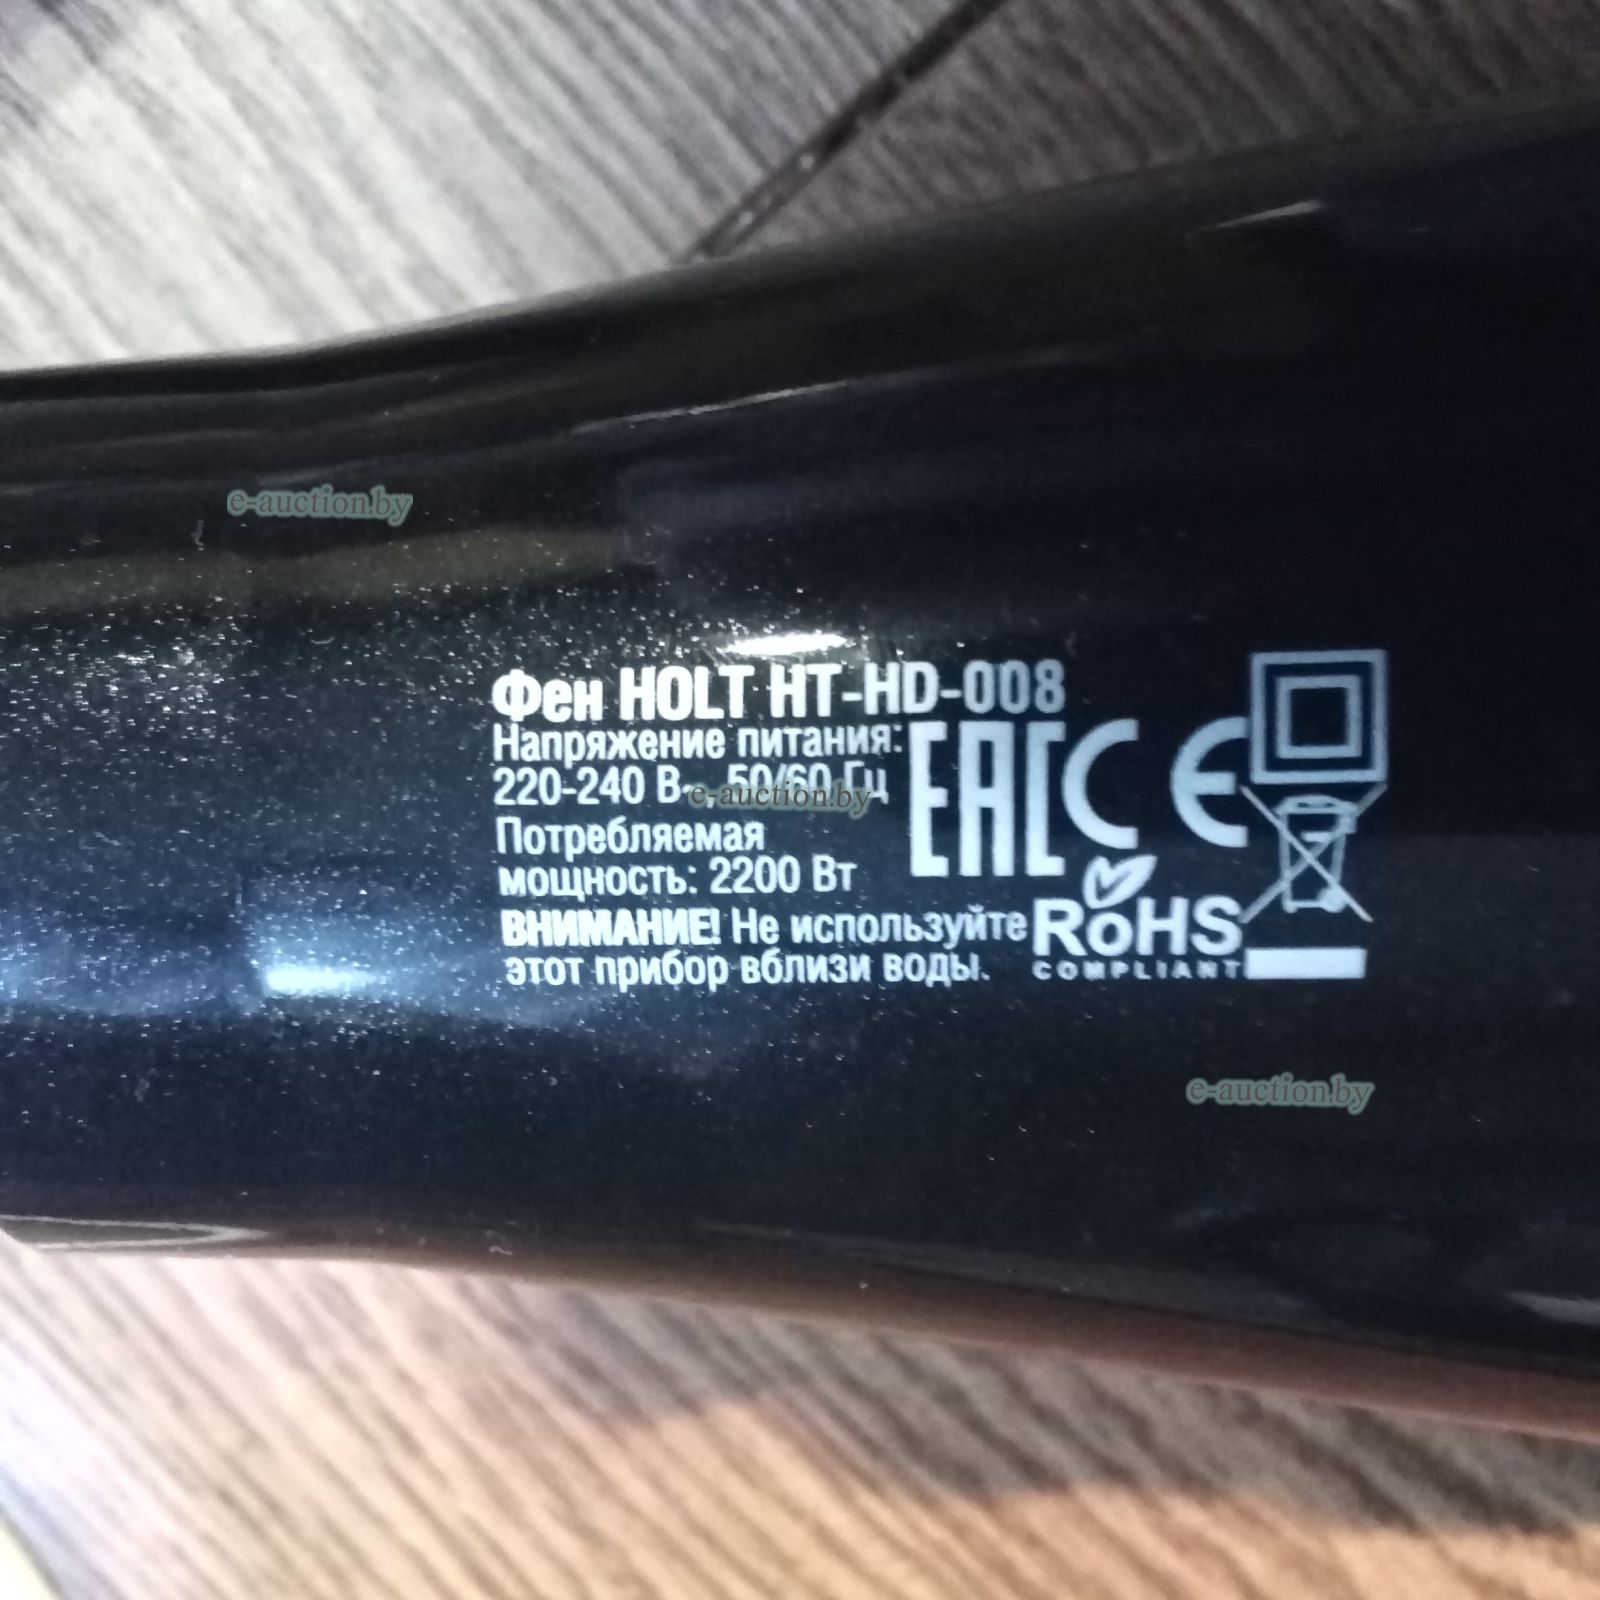 e-auction.by
Фен HOLT HT-HD-008
Напряжение питания:
220-240 В~, 50/60 Гц
e-auction.by
Потребляемая
мощность: 2200 Вт
ВНИМАНИЕ! Не используйте
этот прибор вблизи воды.
EAC CE
RoHS
COMPLIANT
e-auction.by